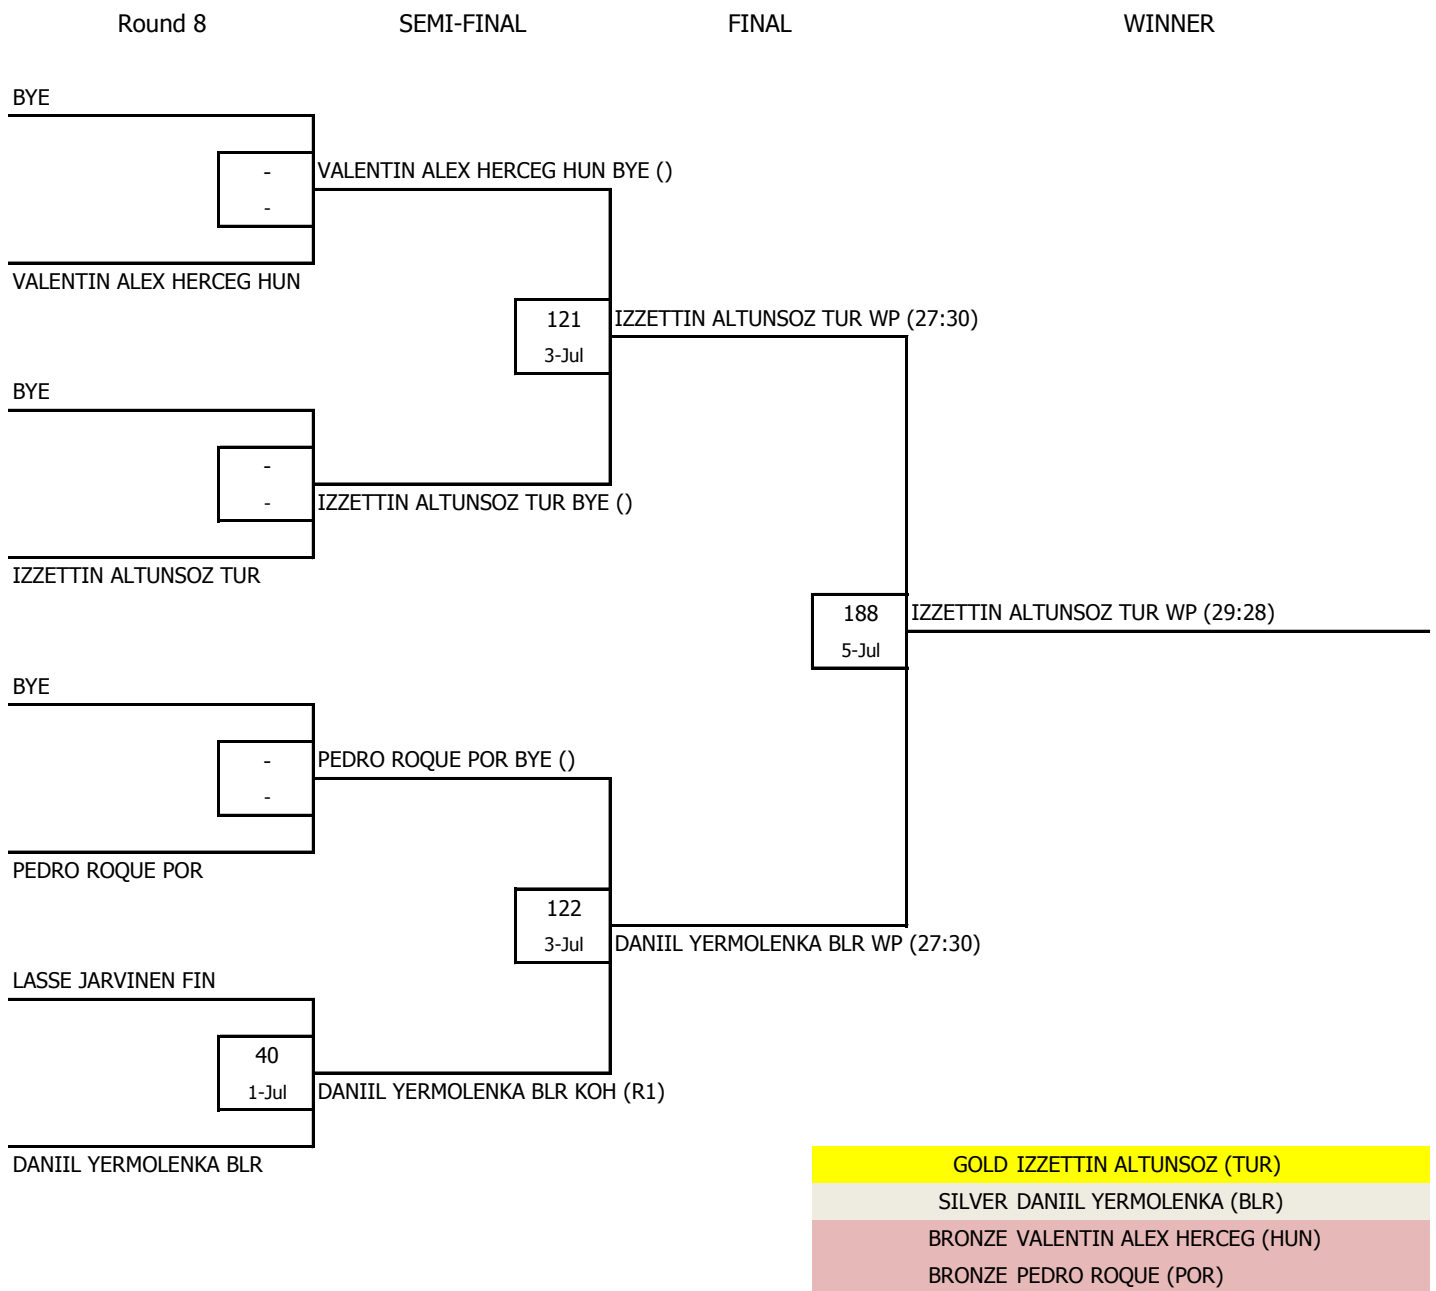 Round 8 SEMI-FINAL FINAL WINNER
BYE
-
-
VALENTIN ALEX HERCEG HUN BYE ()
VALENTIN ALEX HERCEG HUN
121
3-Jul
IZZETTIN ALTUNSOZ TUR WP (27:30)
BYE
-
-
IZZETTIN ALTUNSOZ TUR BYE ()
IZZETTIN ALTUNSOZ TUR
188
5-Jul
IZZETTIN ALTUNSOZ TUR WP (29:28)
BYE
-
-
PEDRO ROQUE POR BYE ()
PEDRO ROQUE POR
122
3-Jul
DANIIL YERMOLENKA BLR WP (27:30)
LASSE JARVINEN FIN
40
1-Jul
DANIIL YERMOLENKA BLR KOH (R1)
DANIIL YERMOLENKA BLR
GOLD IZZETTIN ALTUNSOZ (TUR)
SILVER DANIIL YERMOLENKA (BLR)
BRONZE VALENTIN ALEX HERCEG (HUN)
BRONZE PEDRO ROQUE (POR)